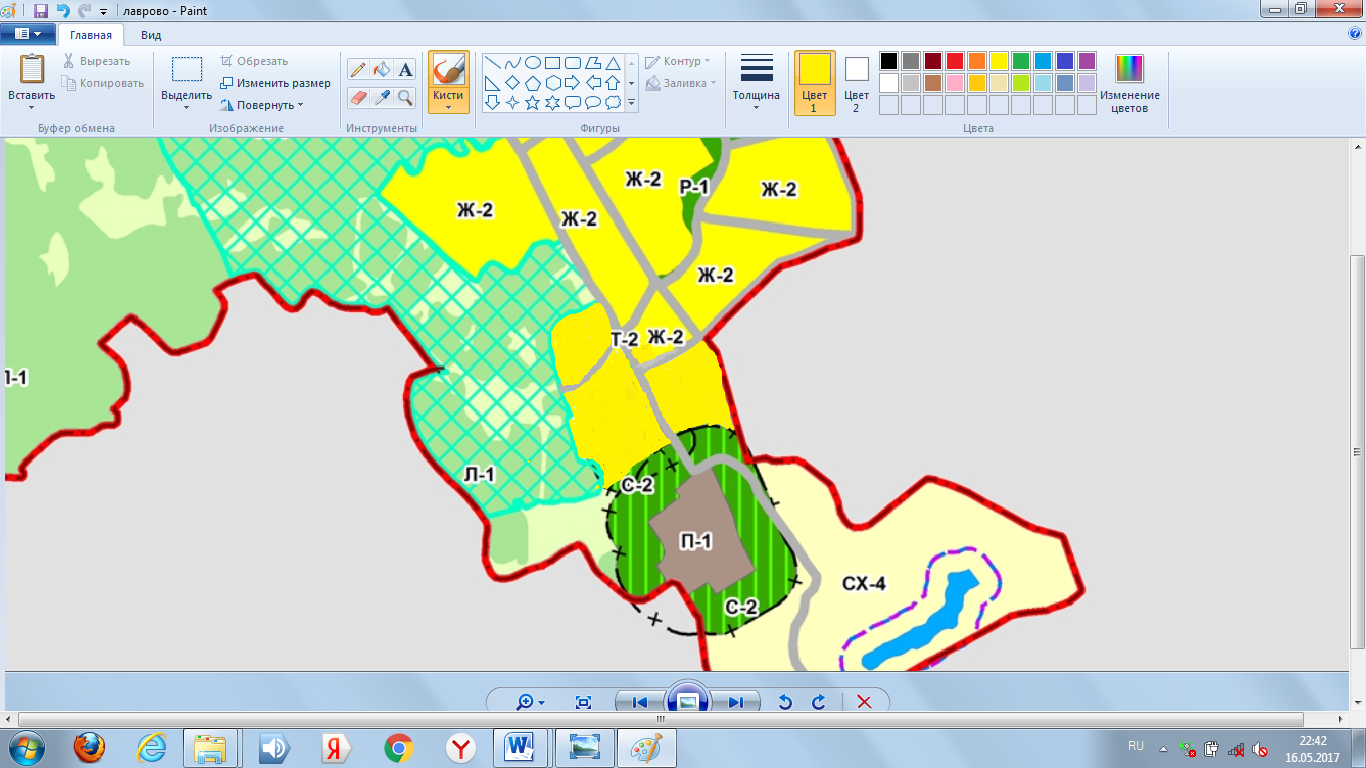 лаврово - Paint
Главная
Вид
Вставить
Вырезать
Копировать
Буфер обмена
Выделить
Обрезать
Изменить размер
Повернуть
Изображение
A
Инструменты
Кисти
Контур
Заливка
Фигуры
Толщина
Цвет
1
Цвет
2
Изменение
цветов
Цвета
Ж-2
Р-1
Ж-2
Ж-2
Ж-2
Ж-2
Т-2
Ж-2
Л-1
С-2
П-1
СХ-4
С-2
RU
22:42
16.05.2017